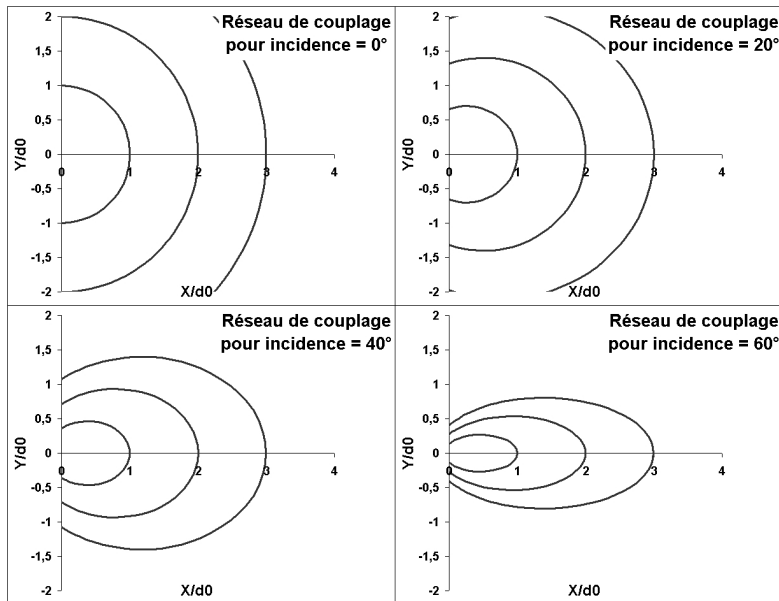 Réseau de couplage
pour incidence = 0°
2
1,5
1
0,5
0
-0,5
-1
-1,5
-2
0 1 2 3 4
Y/d0
X/d0
Réseau de couplage
pour incidence = 20°
2
1,5
1
0,5
0
-0,5
-1
-1,5
-2
0 1 2 3 4
Y/d0
X/d0
Réseau de couplage
pour incidence = 40°
2
1,5
1
0,5
0
-0,5
-1
-1,5
-2
0 1 2 3 4
Y/d0
X/d0
Réseau de couplage
pour incidence = 60°
2
1,5
1
0,5
0
-0,5
-1
-1,5
-2
0 1 2 3 4
Y/d0
X/d0